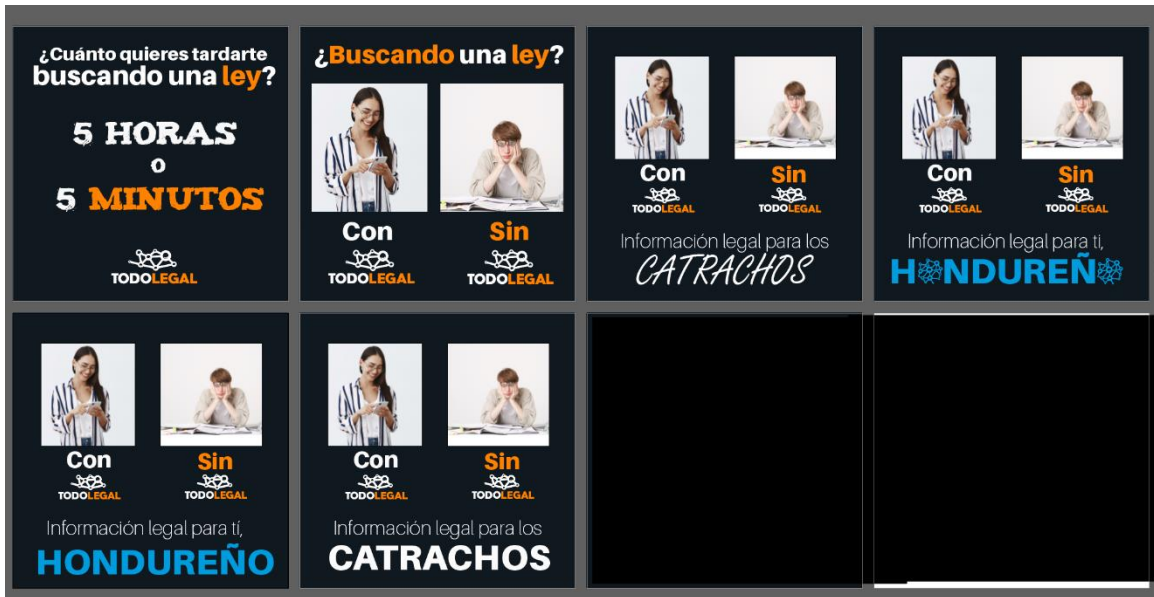 ¿Cuánto quieres tardarte
buscando una ley?
5 HORAS
o
5 MINUTOS
TODOLEGAL
¿Buscando una ley?
Con
Sin
TODOLEGAL
TODOLEGAL
Con
Sin
TODOLEGAL
TODOLEGAL
Información legal para los
CATRACHOS
Con
Sin
TODOLEGAL
TODOLEGAL
Información legal para ti,
HONDUREÑO
Con
Sin
TODOLEGAL
TODOLEGAL
Información legal para tí,
HONDUREÑO
Con
Sin
TODOLEGAL
TODOLEGAL
Información legal para los
CATRACHOS